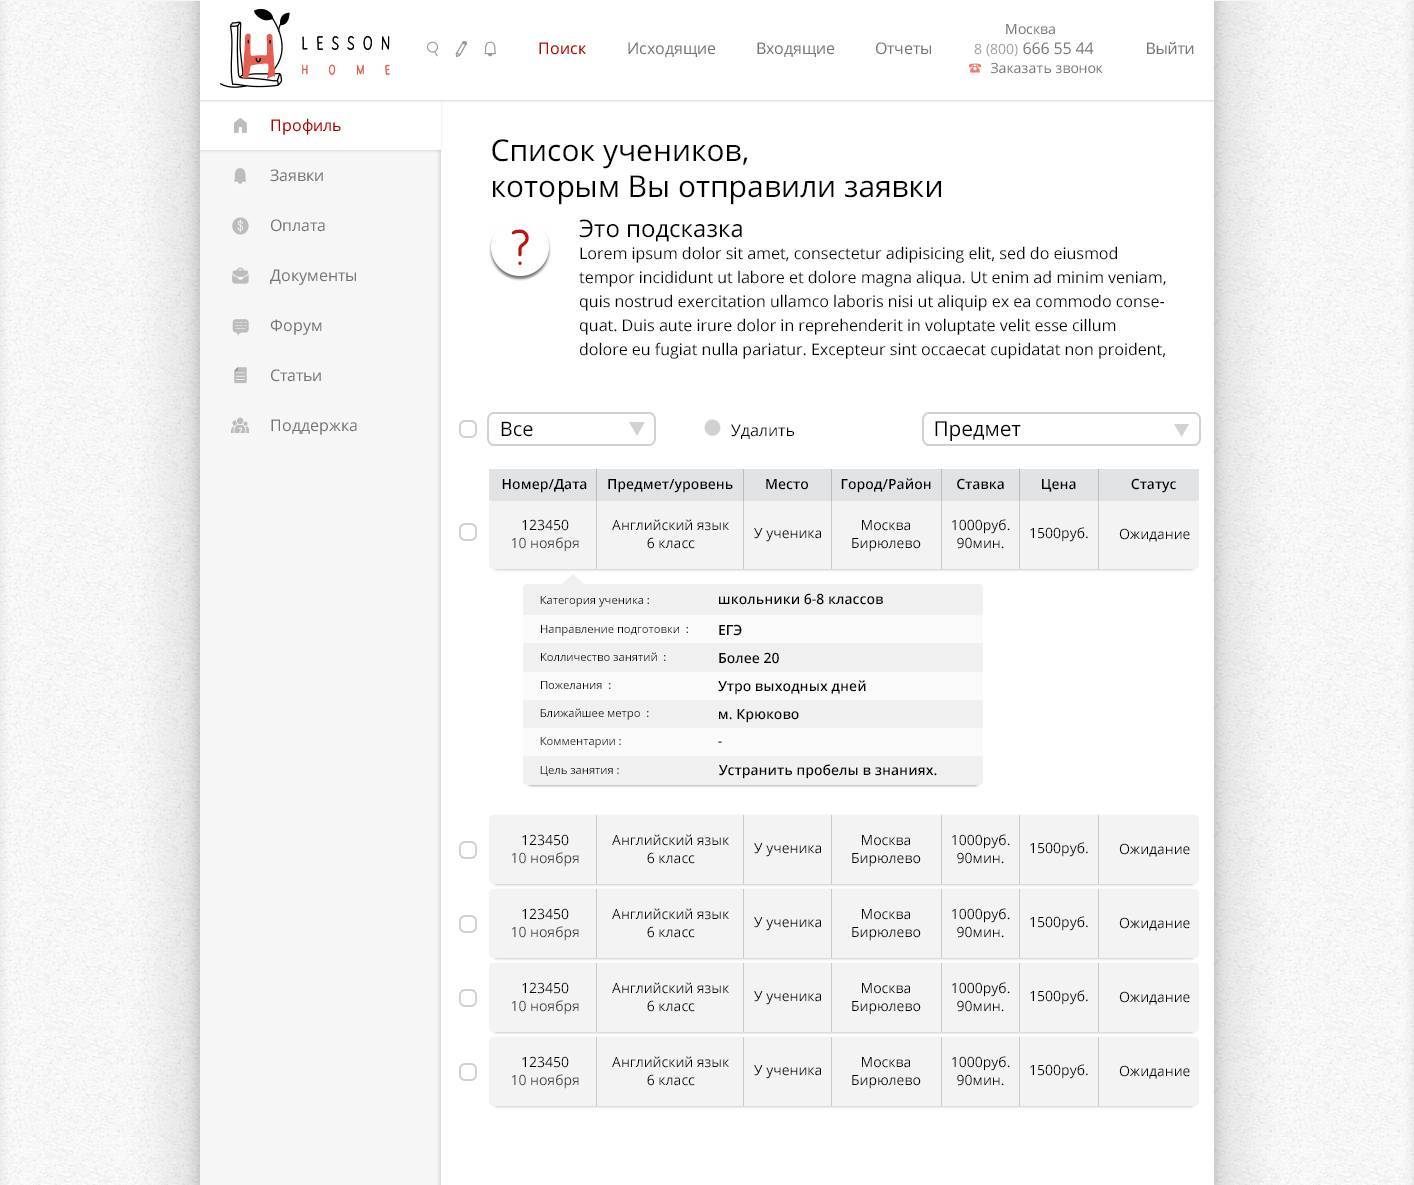 LESSON
HOME
Поиск
Исходящие
Входящие
Отчеты
Москва
8 (800) 666 55 44
Заказать звонок
Выйти
Профиль
Заявки
Оплата
Документы
Форум
Статьи
Поддержка
Список учеников,
которым Вы отправили заявки
?
Это подсказка
Lorem ipsum dolor sit amet, consectetur adipisicing elit, sed do eiusmod
tempor incididunt ut labore et dolore magna aliqua. Ut enim ad minim veniam,
quis nostrud exercitation ullamco laboris nisi ut aliquip ex ea commodo conse-
quat. Duis aute irure dolor in reprehenderit in voluptate velit esse cillum
dolore eu fugiat nulla pariatur. Excepteur sint occaecat cupidatat non proident,
Все
Удалить
Предмет
Номер/Дата Предмет/уровень Место Город/Район Ставка Цена Статус
123450 Английский язык Москва 1000руб.
У ученика 1500руб. Ожидание
10 ноября 6 класс Бирюлево 90мин.
Категория ученика : школьники 6-8 классов
Направление подготовки : ЕГЭ
Колличество занятий : Более 20
Пожелания : Утро выходных дней
Ближайшее метро : м. Крюково
Комментарии : -
Цель занятия : Устранить пробелы в знаниях.
123450 Английский язык Москва 1000руб.
У ученика 1500руб. Ожидание
10 ноября 6 класс Бирюлево 90мин.
123450 Английский язык Москва 1000руб.
У ученика 1500руб. Ожидание
10 ноября 6 класс Бирюлево 90мин.
123450 Английский язык Москва 1000руб.
У ученика 1500руб. Ожидание
10 ноября 6 класс Бирюлево 90мин.
123450 Английский язык Москва 1000руб.
У ученика 1500руб. Ожидание
10 ноября 6 класс Бирюлево 90мин.